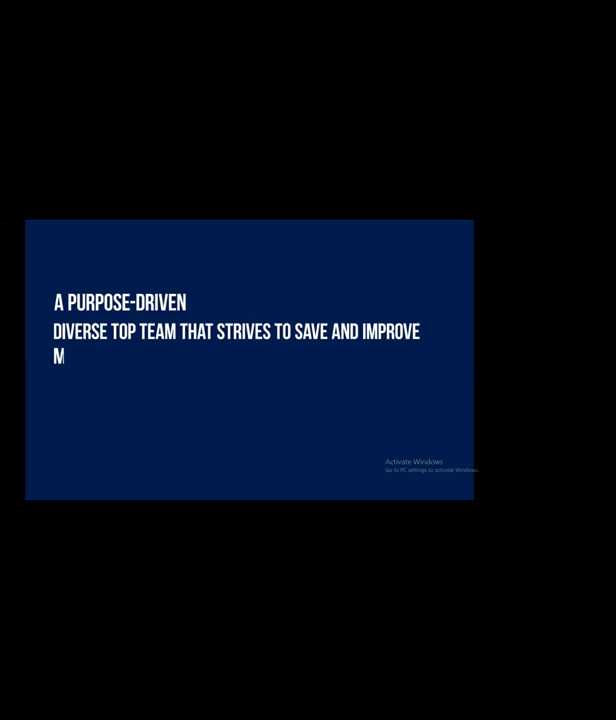 A PURPOSE-DRIVEN
DIVERSE TOP TEAM THAT STRIVES TO SAVE AND IMPROVE
M
Activate Windows
Go to PC settings to activate Windows.